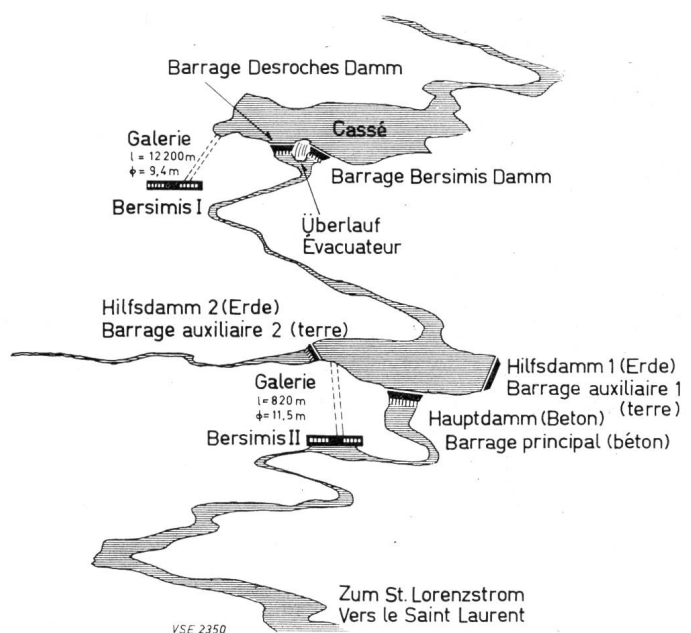 Barrage Desroches Damm
Cassé
Galerie
l = 12 200 m
ϕ = 9,4 m
Barrage Bersimis Damm
Bersimis I
Überlauf
Évacuateur
Hilfsdamm 2 (Erde)
Barrage auxiliaire 2 (terre)
Hilfsdamm 1 (Erde)
Barrage auxiliaire 1
(terre)
Galerie
l = 820 m
ϕ = 11,5 m
Hauptdamm (Beton)
Barrage principal (béton)
Bersimis II
Zum St. Lorenzstrom
Vers le Saint Laurent
VSE 2350